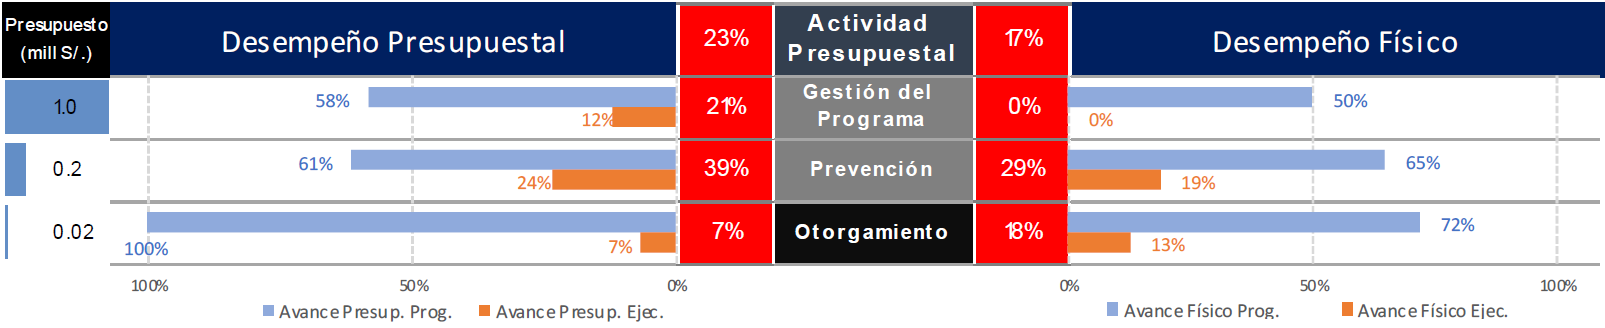 Presupuesto
(mill S/.)
Desempeño Presupuestal
23%
Actividad
Presupuestal
17%
Desempeño Físico
1.0
58%
12%
21%
Gestión del
Programa
0%
50%
0%
0.2
61%
24%
39%
Prevención
29%
65%
19%
0.02
100%
7%
7%
Otorgamiento
18%
72%
13%
100%
50%
0%
0%
50%
100%
Avance Presup. Prog.
Avance Presup. Ejec.
Avance Físico Prog.
Avance Físico Ejec.